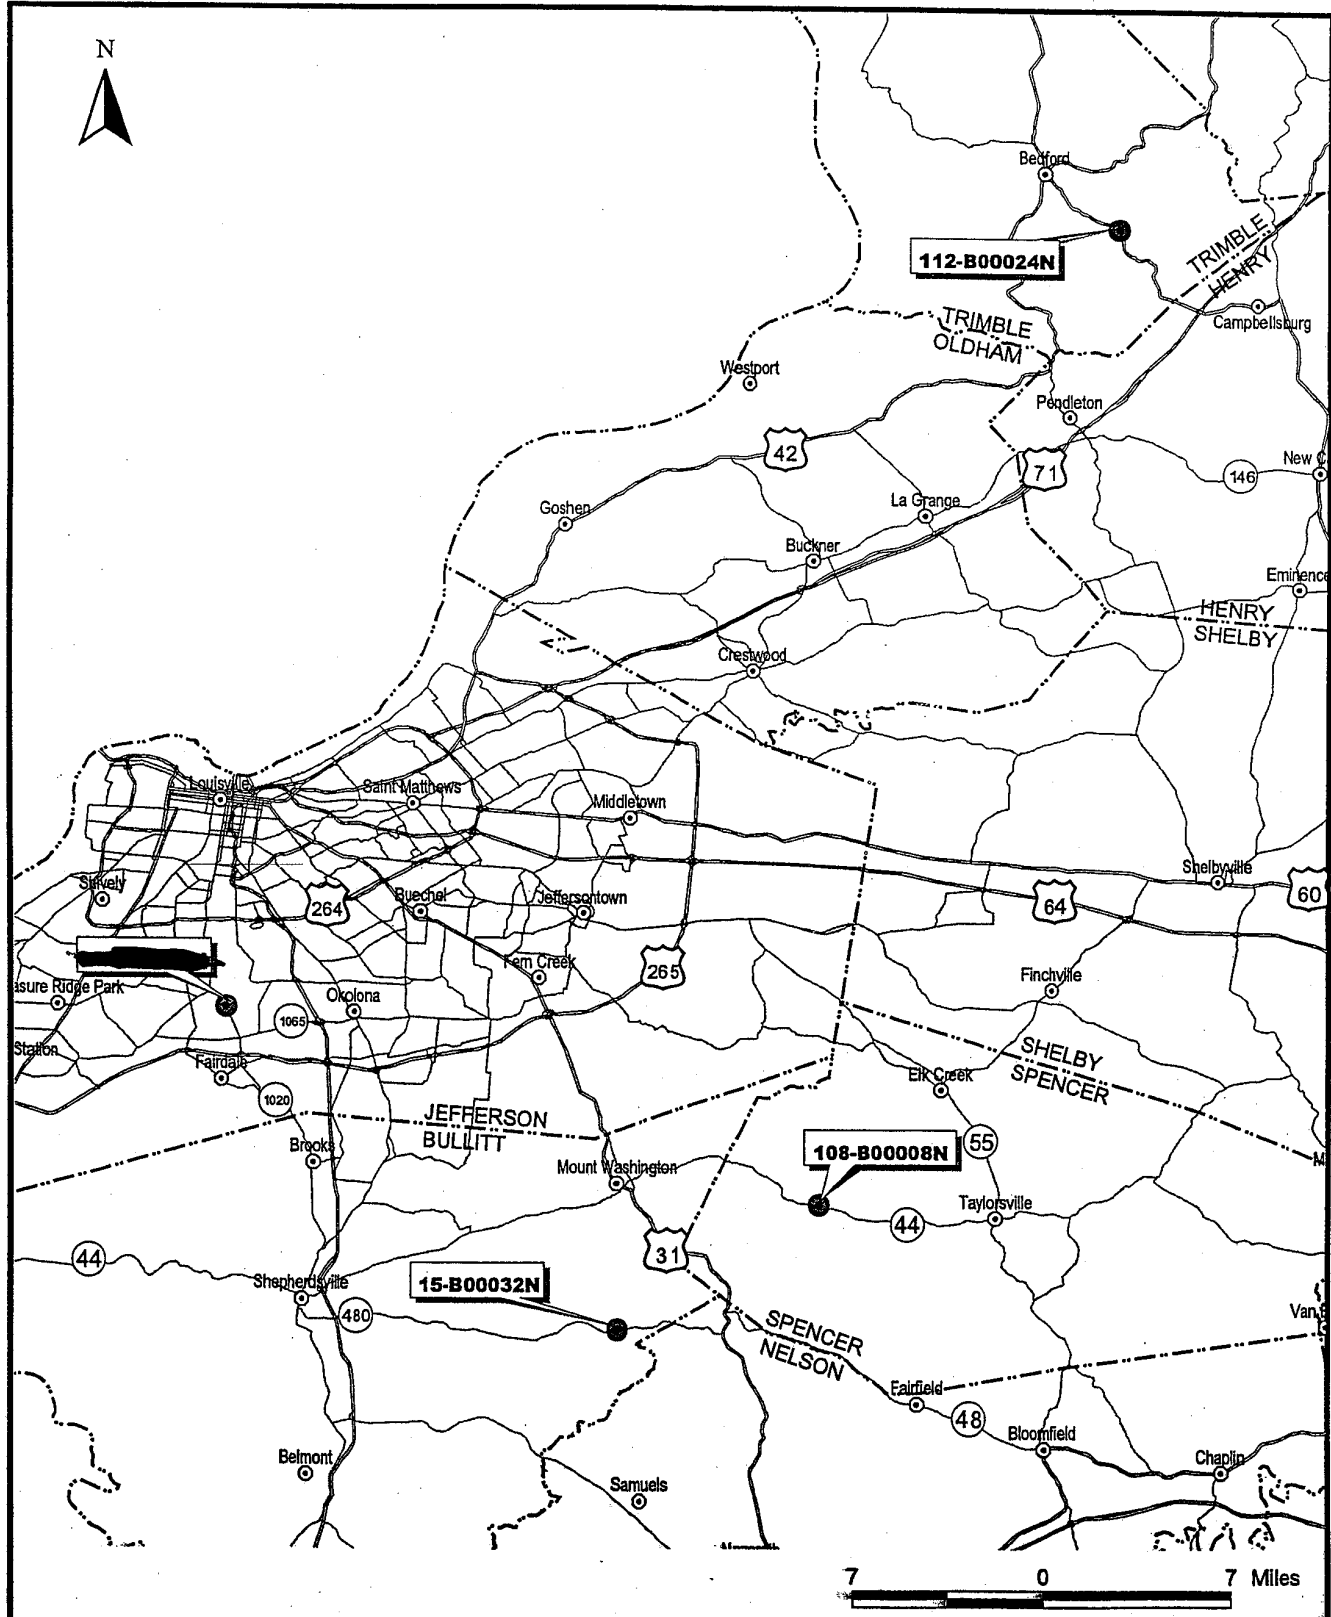 N
Bedford
112-B00024N
TRIMBLE
HENRY
Campbellsburg
TRIMBLE
OLDHAM
Westport
Pendleton
42
71
146
New C
Goshen
La Grange
Buckner
Eminence
HENRY
SHELBY
Crestwood
Louisville
Saint Matthews
Middletown
Shelbyville
Shively
264
Buechel
Jeffersontown
64
60
265
Fern Creek
Finchville
asure Ridge Park
Okolona
1065
Station
Fairdale
SHELBY
SPENCER
Elk Creek
1020
JEFFERSON
BULLITT
Brooks
55
108-B00008N
M
Mount Washington
Taylorsville
44
31
44
15-B00032N
Shepherdsville
480
Van
SPENCER
NELSON
Fairfield
48
Bloomfield
Belmont
Chaplin
Samuels
7 0 7 Miles